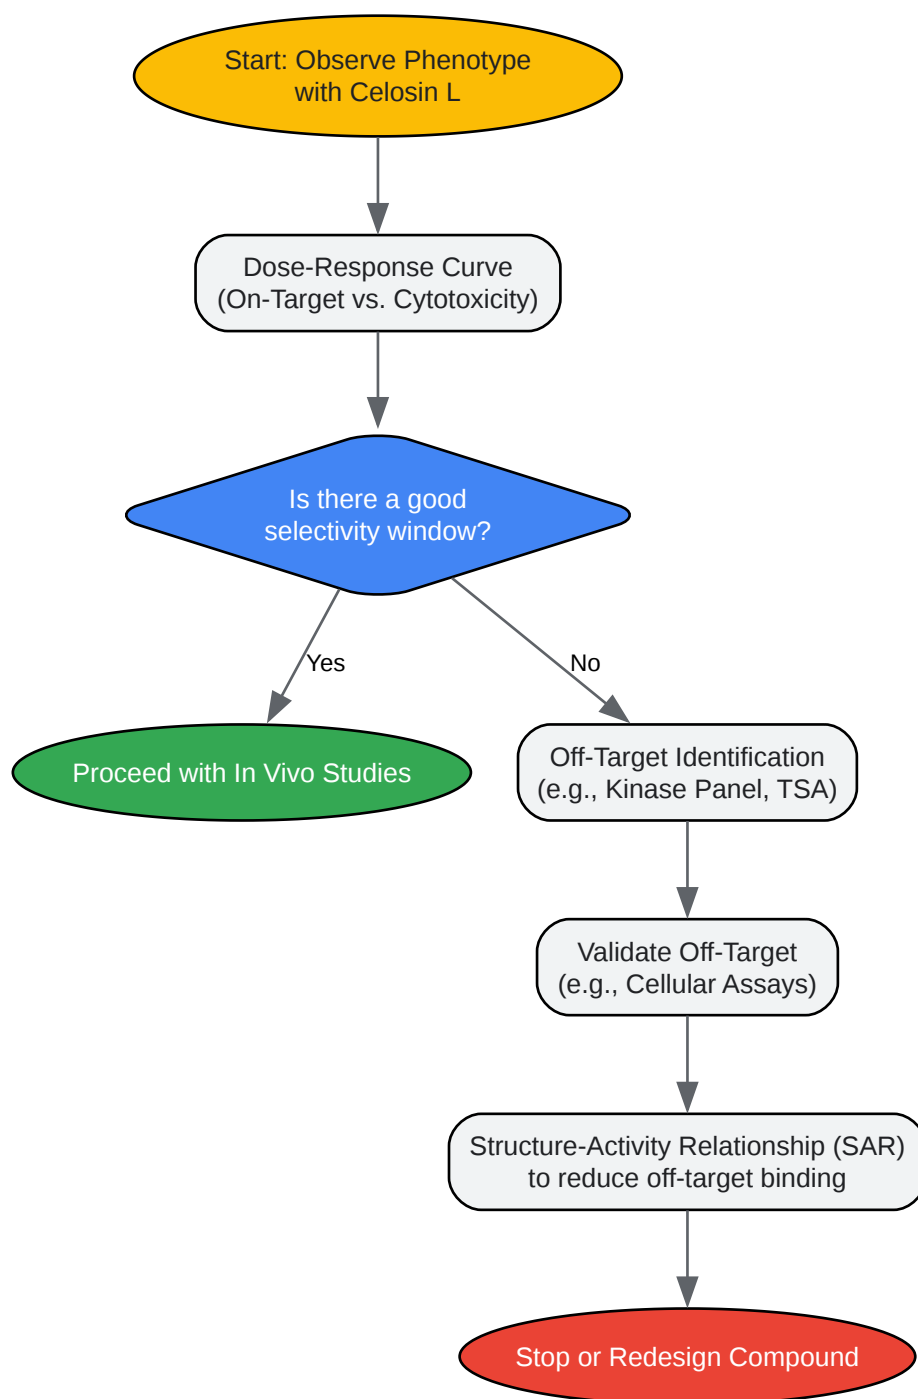 Start: Observe Phenotype
with Celosin L
Dose-Response Curve
(On-Target vs. Cytotoxicity)
Is there a good
selectivity window?
Yes
No
Proceed with In Vivo Studies
Off-Target Identification
(e.g., Kinase Panel, TSA)
Validate Off-Target
(e.g., Cellular Assays)
Structure-Activity Relationship (SAR)
to reduce off-target binding
Stop or Redesign Compound